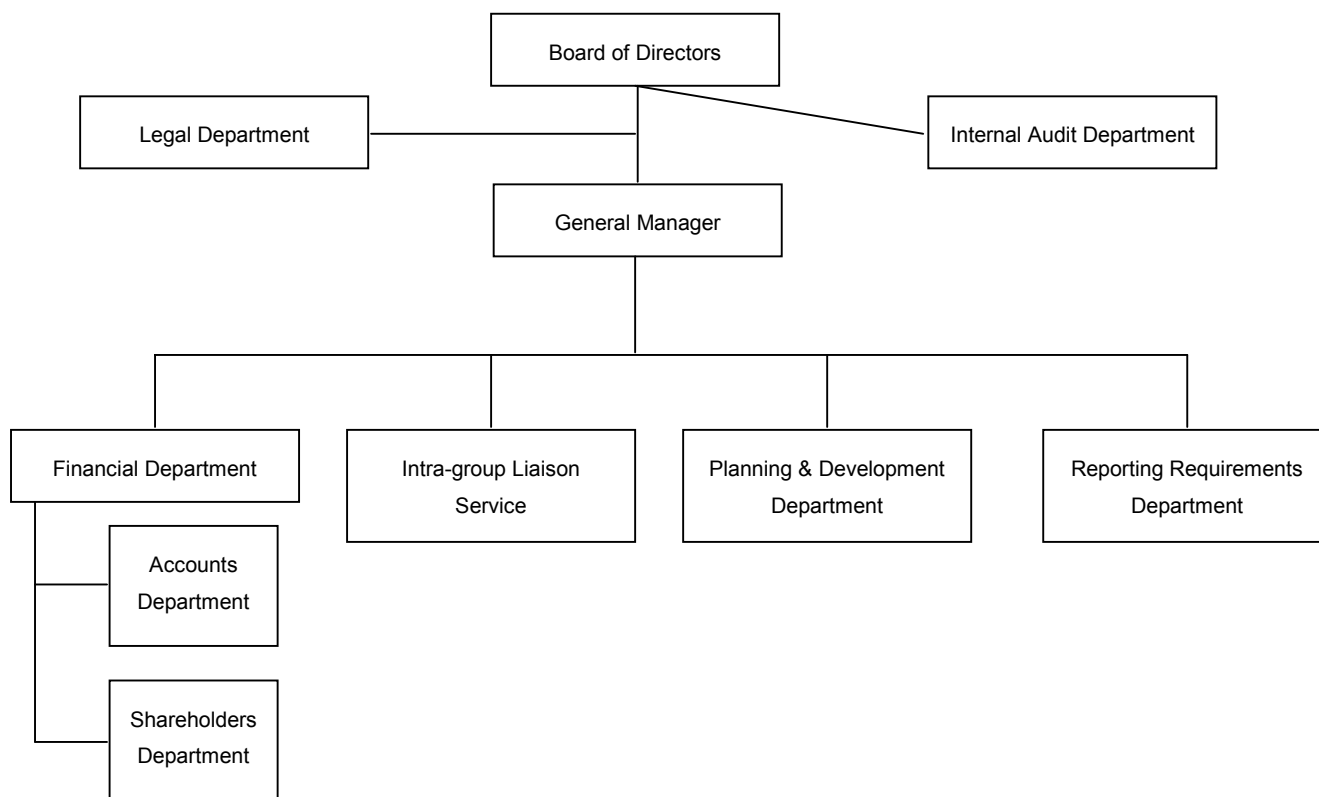 Board of Directors
Legal Department
Internal Audit Department
General Manager
Financial Department
Intra-group Liaison
Service
Planning & Development
Department
Reporting Requirements
Department
Accounts
Department
Shareholders
Department